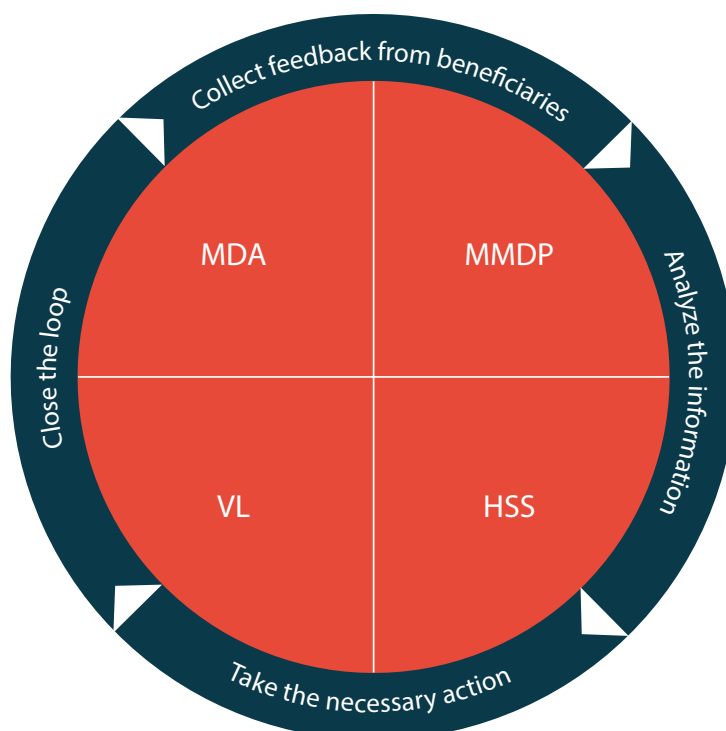 Collect feedback from beneficiaries
MDA
MMDP
Analyze the information
Close the loop
VL
HSS
Take the necessary action